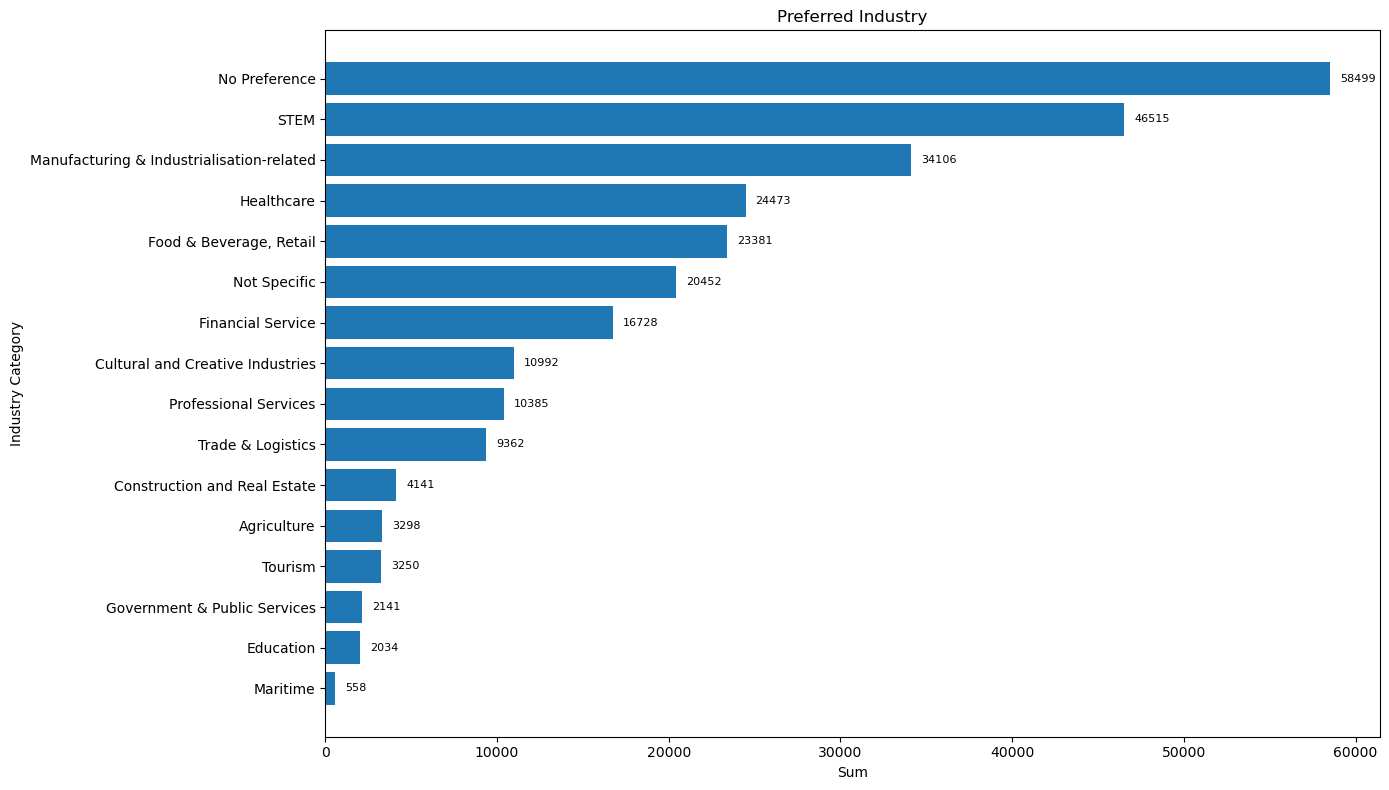 Preferred Industry
No Preference 58499
STEM 46515
Manufacturing & Industrialisation-related 34106
Healthcare 24473
Food & Beverage, Retail 23381
Not Specific 20452
Financial Service 16728
Cultural and Creative Industries 10992
Professional Services 10385
Trade & Logistics 9362
Construction and Real Estate 4141
Agriculture 3298
Tourism 3250
Government & Public Services 2141
Education 2034
Maritime 558
Industry Category
0 10000 20000 30000 40000 50000 60000
Sum